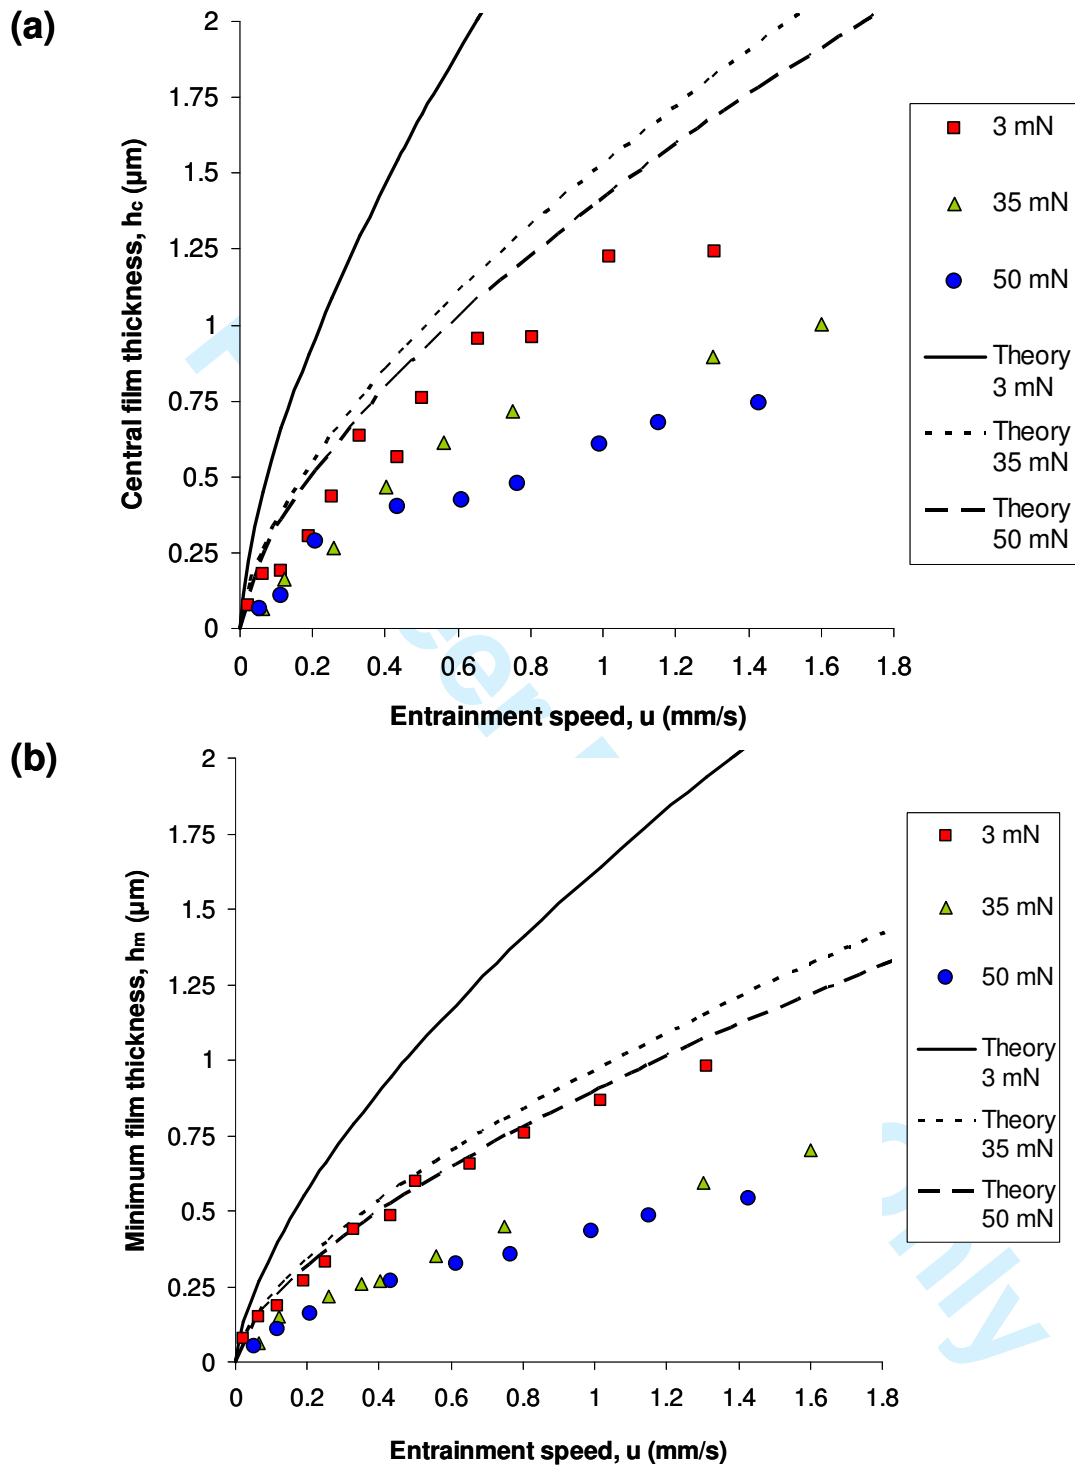 (a)
2
1.75
1.5
1.25
1
0.75
0.5
0.25
0
Central film thickness, hc (µm)
0 0.2 0.4 0.6 0.8 1 1.2 1.4 1.6 1.8
Entrainment speed, u (mm/s)
3 mN
35 mN
50 mN
Theory
3 mN
Theory
35 mN
Theory
50 mN
(b)
2
1.75
1.5
1.25
1
0.75
0.5
0.25
0
Minimum film thickness, hm (µm)
0 0.2 0.4 0.6 0.8 1 1.2 1.4 1.6 1.8
Entrainment speed, u (mm/s)
3 mN
35 mN
50 mN
Theory
3 mN
Theory
35 mN
Theory
50 mN
only